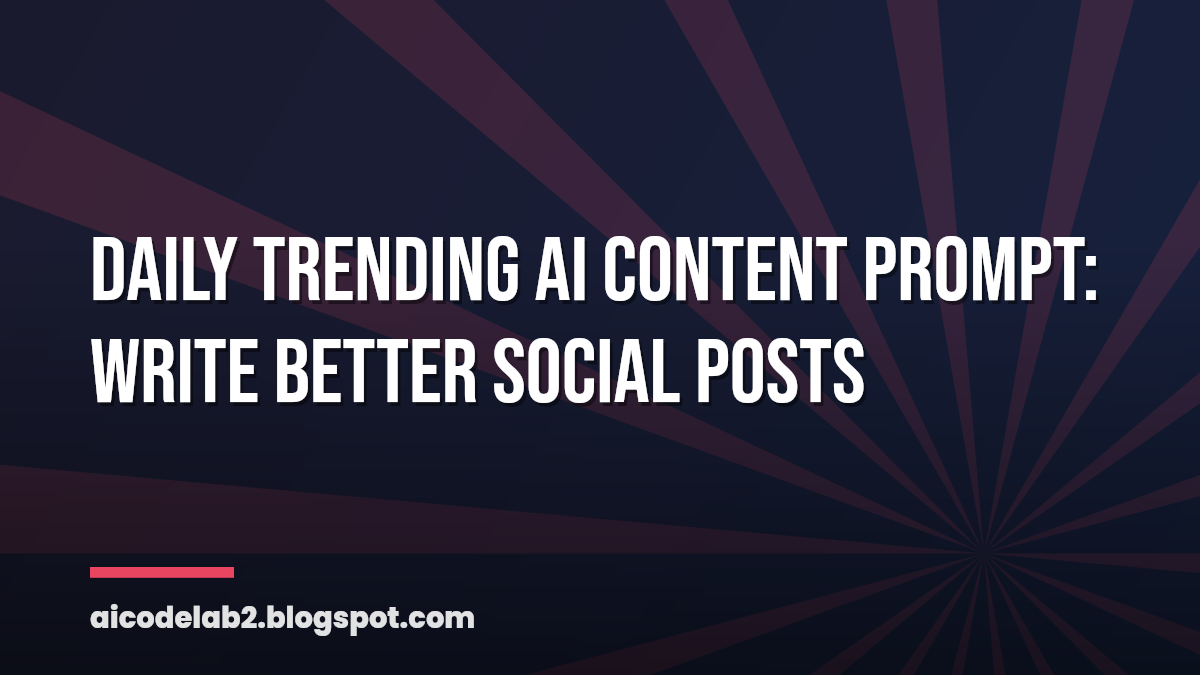 DAILY TRENDING AI CONTENT PROMPT:
WRITE BETTER SOCIAL POSTS
aicodelab2.blogspot.com